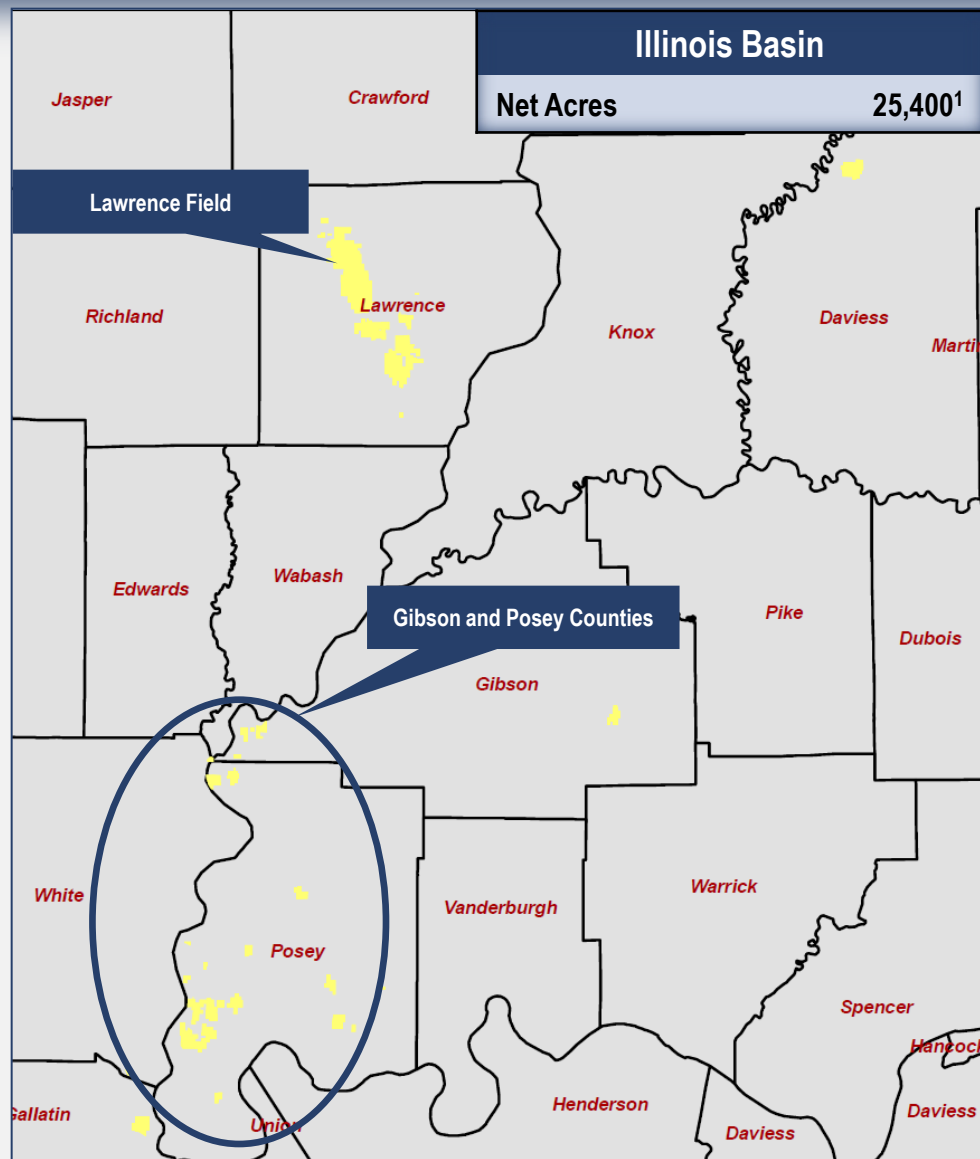 Illinois Basin
Net Acres 25,400¹
Jasper
Crawford
Lawrence Field
Richland
Lawrence
Knox
Daviess
Marti
Edwards
Wabash
Gibson and Posey Counties
Pike
Dubois
Gibson
White
Posey
Vanderburgh
Warrick
Spencer
Hancoc
Gallatin
Union
Henderson
Daviess
Daviess